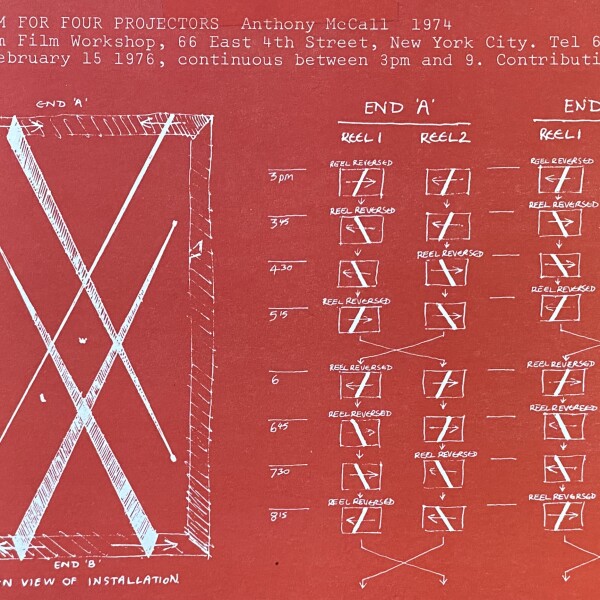 M FOR FOUR PROJECTORS Anthony McCall 1974
m Film Workshop, 66 East 4th Street, New York City. Tel 6
ebruary 15 1976, continuous between 3pm and 9. Contributi
END 'A'
END 'A'
END
REEL 1
REEL 2
REEL 1
REEL REVERSED
REEL REVERSED
3pm
REEL REVERSED
REEL REVERSED
3 45
REEL REVERSED
4.30
REEL REVERSED
REEL REVERSED
5 15
REEL REVERSED
REEL REVERSED
6
REEL REVERSED
REEL REVERSED
6 45
REEL REVERSED
7 30
REEL REVERSED
REEL REVERSED
8 15
END 'B'
N VIEW OF INSTALLATION